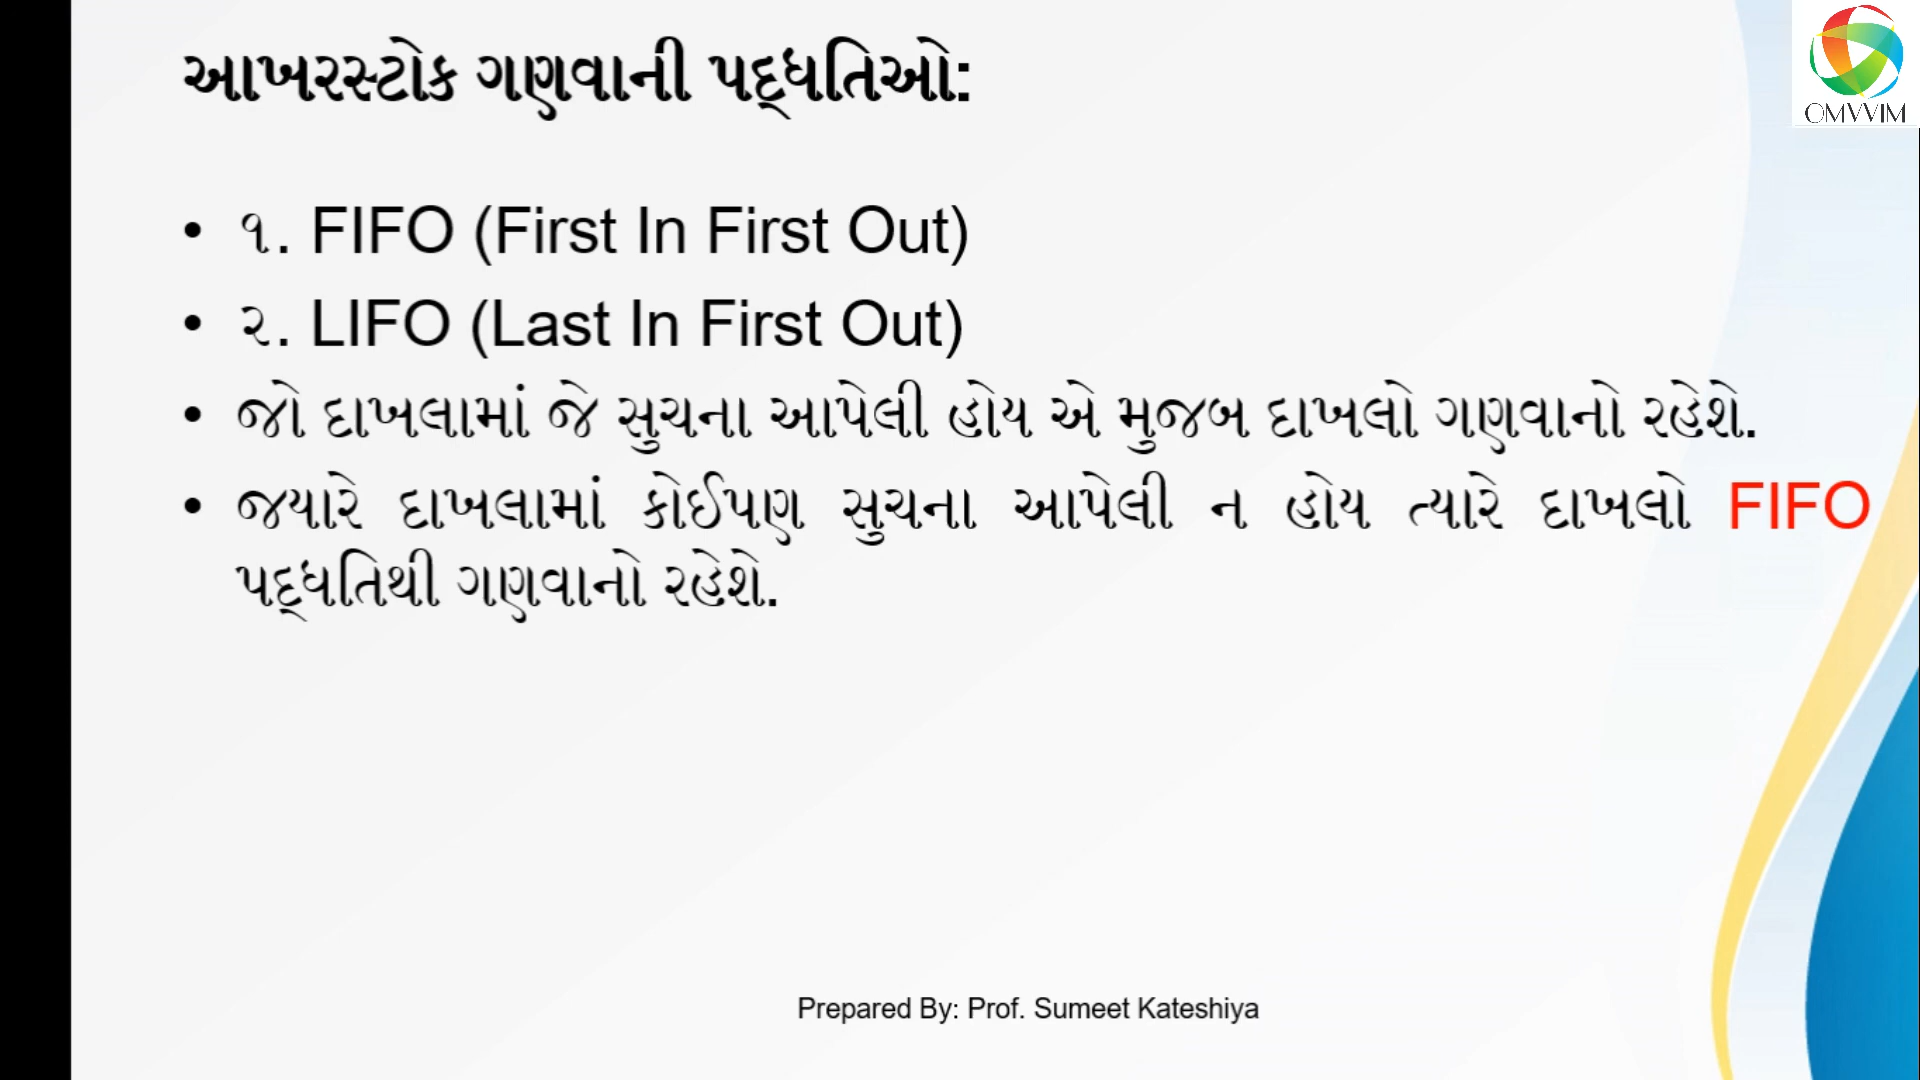 આખરસ્ટોક ગણવાની પદ્ધતિઓ:
OMVVIM
• ૧. FIFO (First In First Out)
• ૨. LIFO (Last In First Out)
• જો દાખલામાં જે સુચના આપેલી હોય એ મુજબ દાખલો ગણવાનો રહેશે.
• જયારે દાખલામાં કોઈપણ સુચના આપેલી ન હોય ત્યારે દાખલો FIFO
પદ્ધતિથી ગણવાનો રહેશે.
Prepared By: Prof. Sumeet Kateshiya